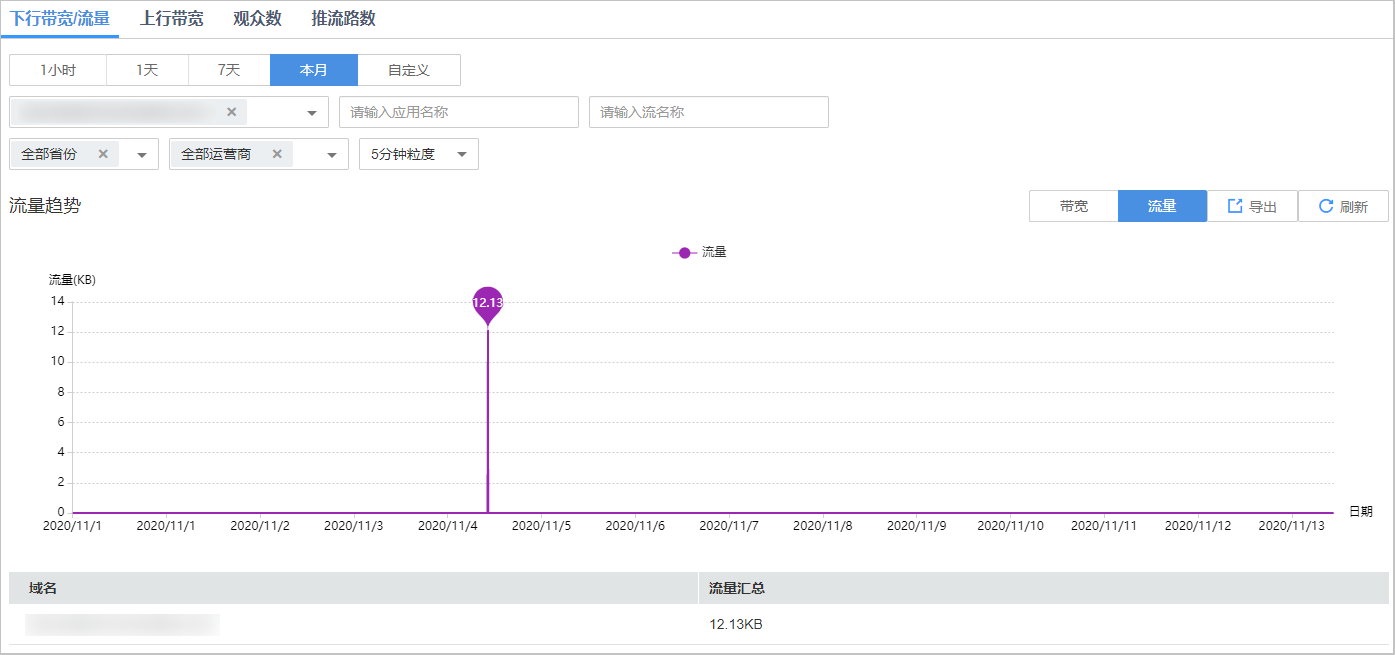 下行带宽/流量 上行带宽 观众数 推流路数
1小时 1天 7天 本月 自定义
请输入应用名称 请输入流名称
全部省份 全部运营商 5分钟粒度
流量趋势 带宽 流量 导出 刷新
流量
流量(KB)
14
12.13
12
10
8
6
4
2
0
日期
2020/11/1 2020/11/1 2020/11/2 2020/11/3 2020/11/4 2020/11/5 2020/11/6 2020/11/7 2020/11/8 2020/11/9 2020/11/10 2020/11/11 2020/11/12 2020/11/13
域名 流量汇总
12.13KB